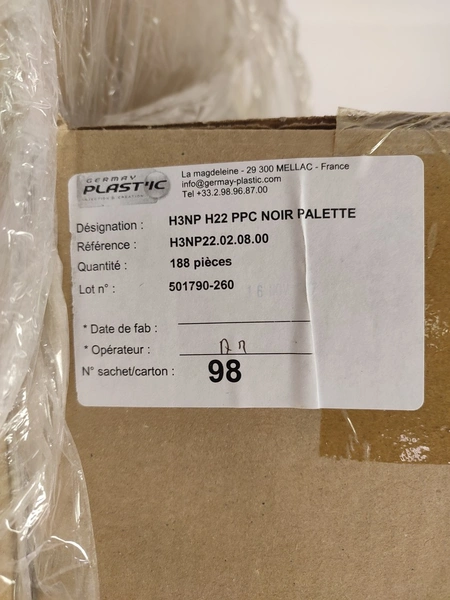 GERMAY
PLAST'IC
INJECTION & CRÉATION
La magdeleine - 29 300 MELLAC - France
info@germay-plastic.com
Tel +33.2.98.96.87.00
Désignation : H3NP H22 PPC NOIR PALETTE
Référence : H3NP22.02.08.00
Quantité : 188 pièces
Lot n° : 501790-260
* Date de fab :
* Opérateur :
N° sachet/carton : 98